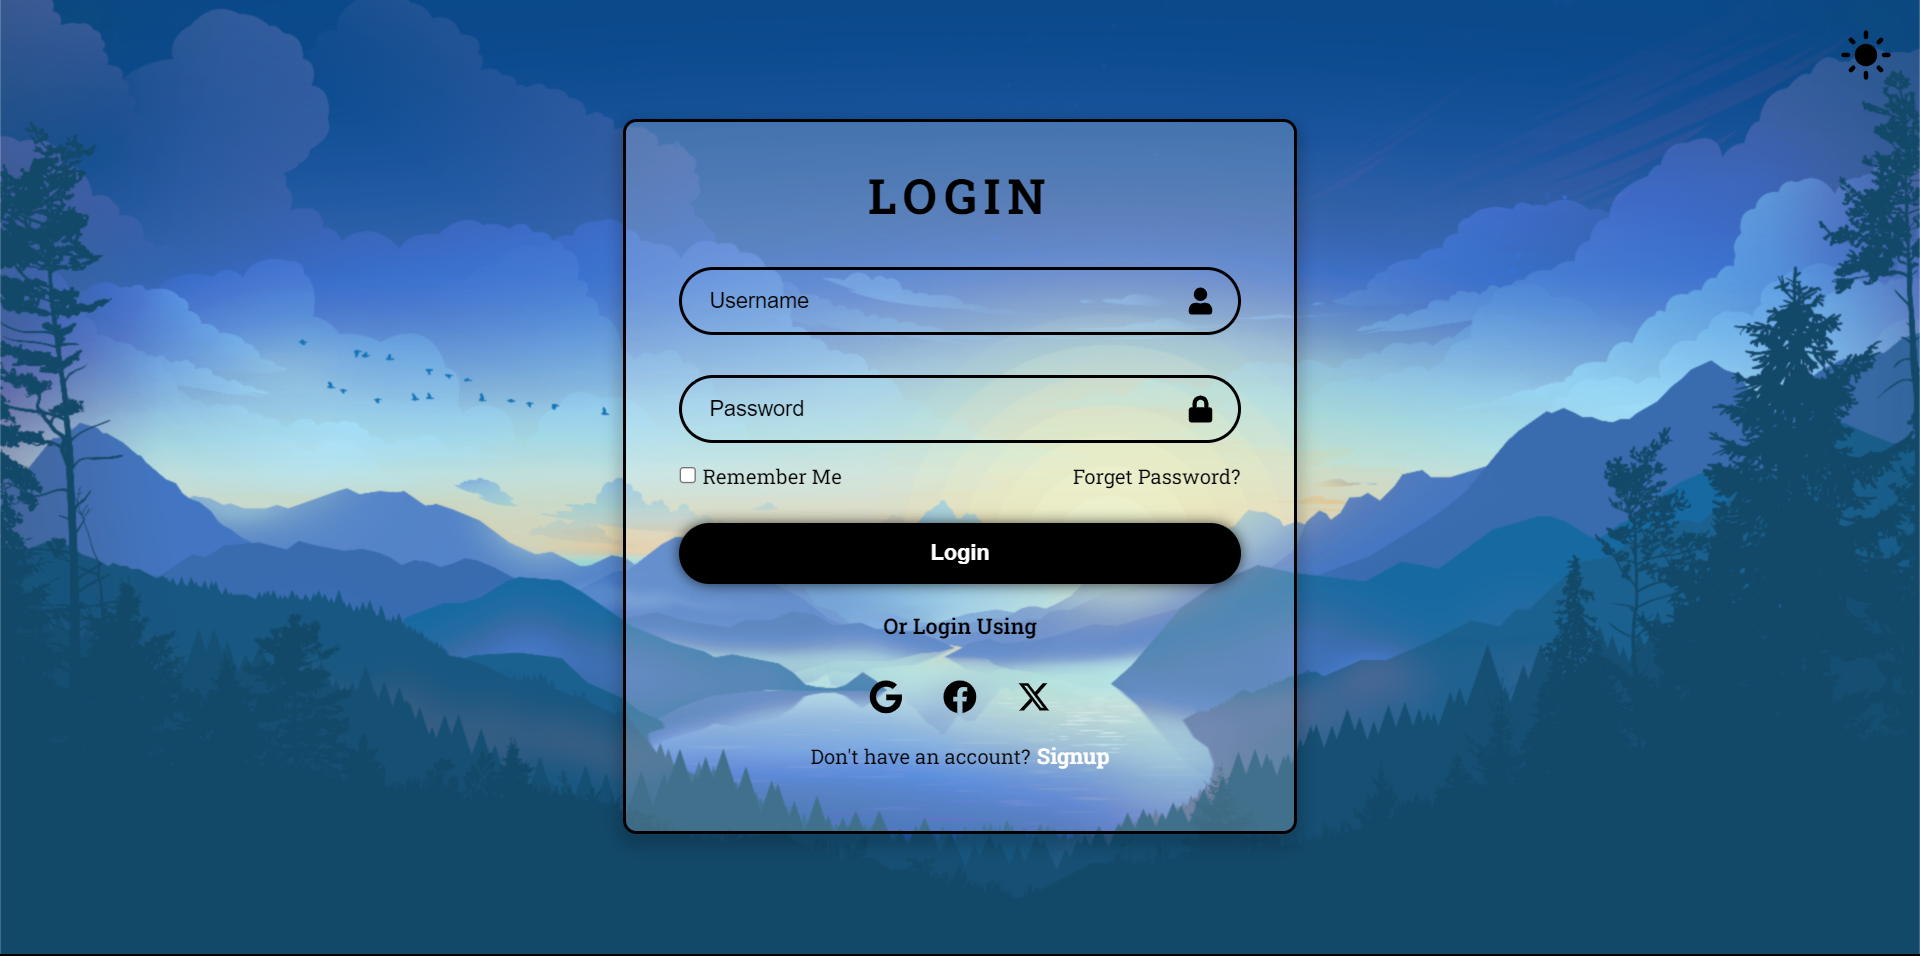 LOGIN
Username
Password
Remember Me Forget Password?
Login
Or Login Using
Don't have an account? Signup